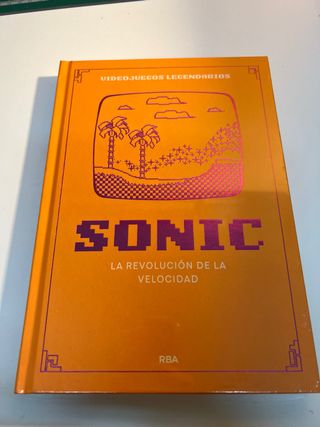 VIDEOJUEGOS LEGENDARIOS
SONIC
LA REVOLUCIÓN DE LA
VELOCIDAD
RBA